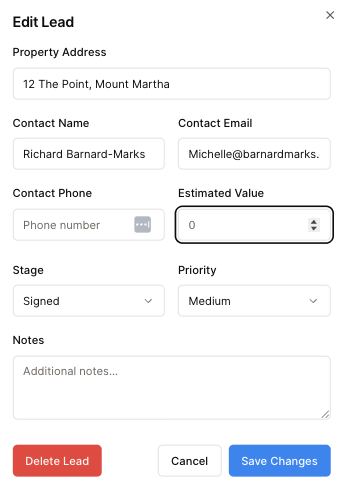 Edit Lead
Property Address
12 The Point, Mount Martha
Contact Name
Contact Email
Richard Barnard-Marks
Michelle@barnardmarks.
Contact Phone
Estimated Value
Phone number
0
Stage
Priority
Signed
Medium
Notes
Additional notes...
Delete Lead
Cancel
Save Changes